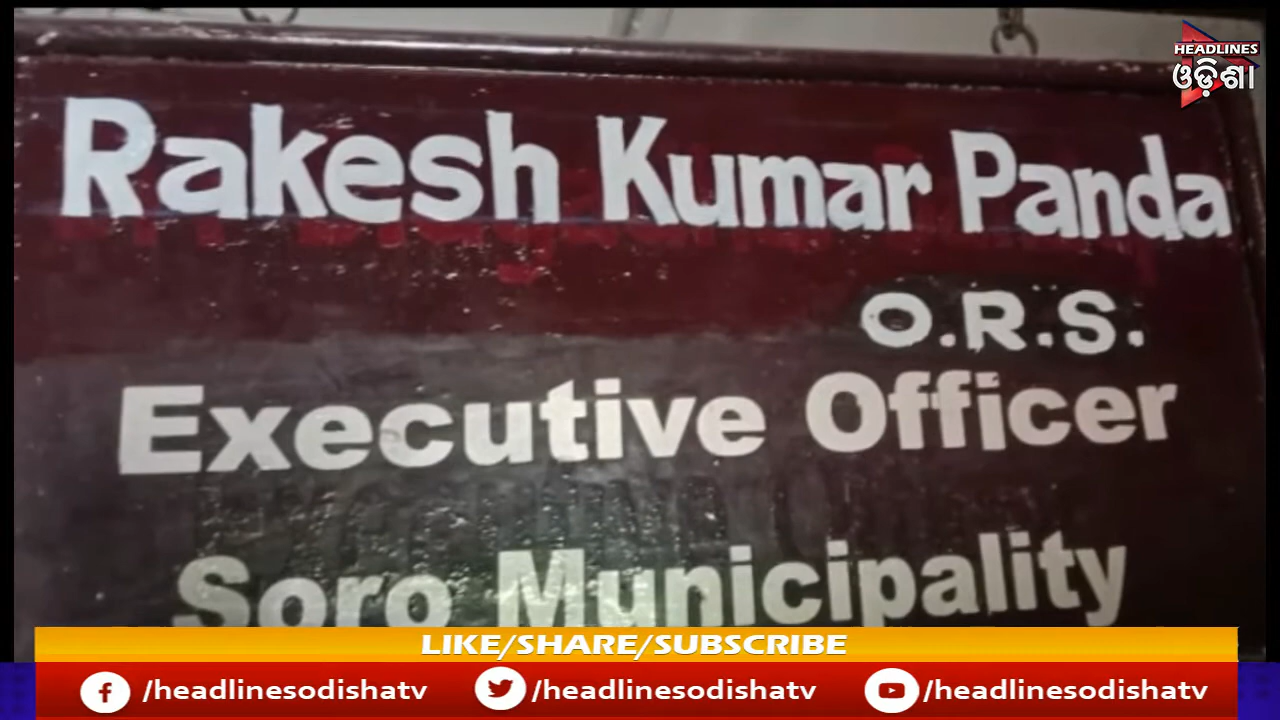 HEADLINES
ଓଡ଼ିଶା
Rakesh Kumar Panda
O.R.S.
Executive Officer
Soro Municipality
LIKE/SHARE/SUBSCRIBE
/headlinesodishatv /headlinesodishatv /headlinesodishatv